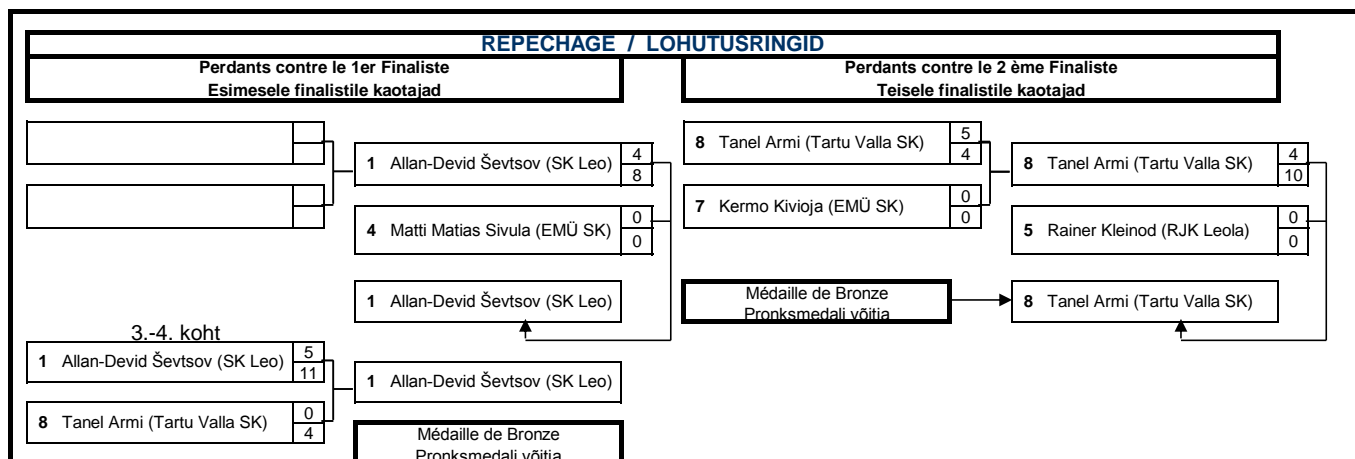 REPECHAGE / LOHUTUSRINGID
Perdants contre le 1er Finaliste
Esimesele finalistile kaotajad
Perdants contre le 2 ème Finaliste
Teisele finalistile kaotajad
1 Allan-Devid Ševtsov (SK Leo) 4
8
4 Matti Matias Sivula (EMÜ SK) 0
0
1 Allan-Devid Ševtsov (SK Leo)
8 Tanel Armi (Tartu Valla SK) 5
4
7 Kermo Kivioja (EMÜ SK) 0
0
8 Tanel Armi (Tartu Valla SK) 4
10
5 Rainer Kleinod (RJK Leola) 0
0
Médaille de Bronze
Pronksmedali võitja
8 Tanel Armi (Tartu Valla SK)
3.-4. koht
1 Allan-Devid Ševtsov (SK Leo) 5
11
8 Tanel Armi (Tartu Valla SK) 0
4
1 Allan-Devid Ševtsov (SK Leo)
Médaille de Bronze
Pronksmedali võitja